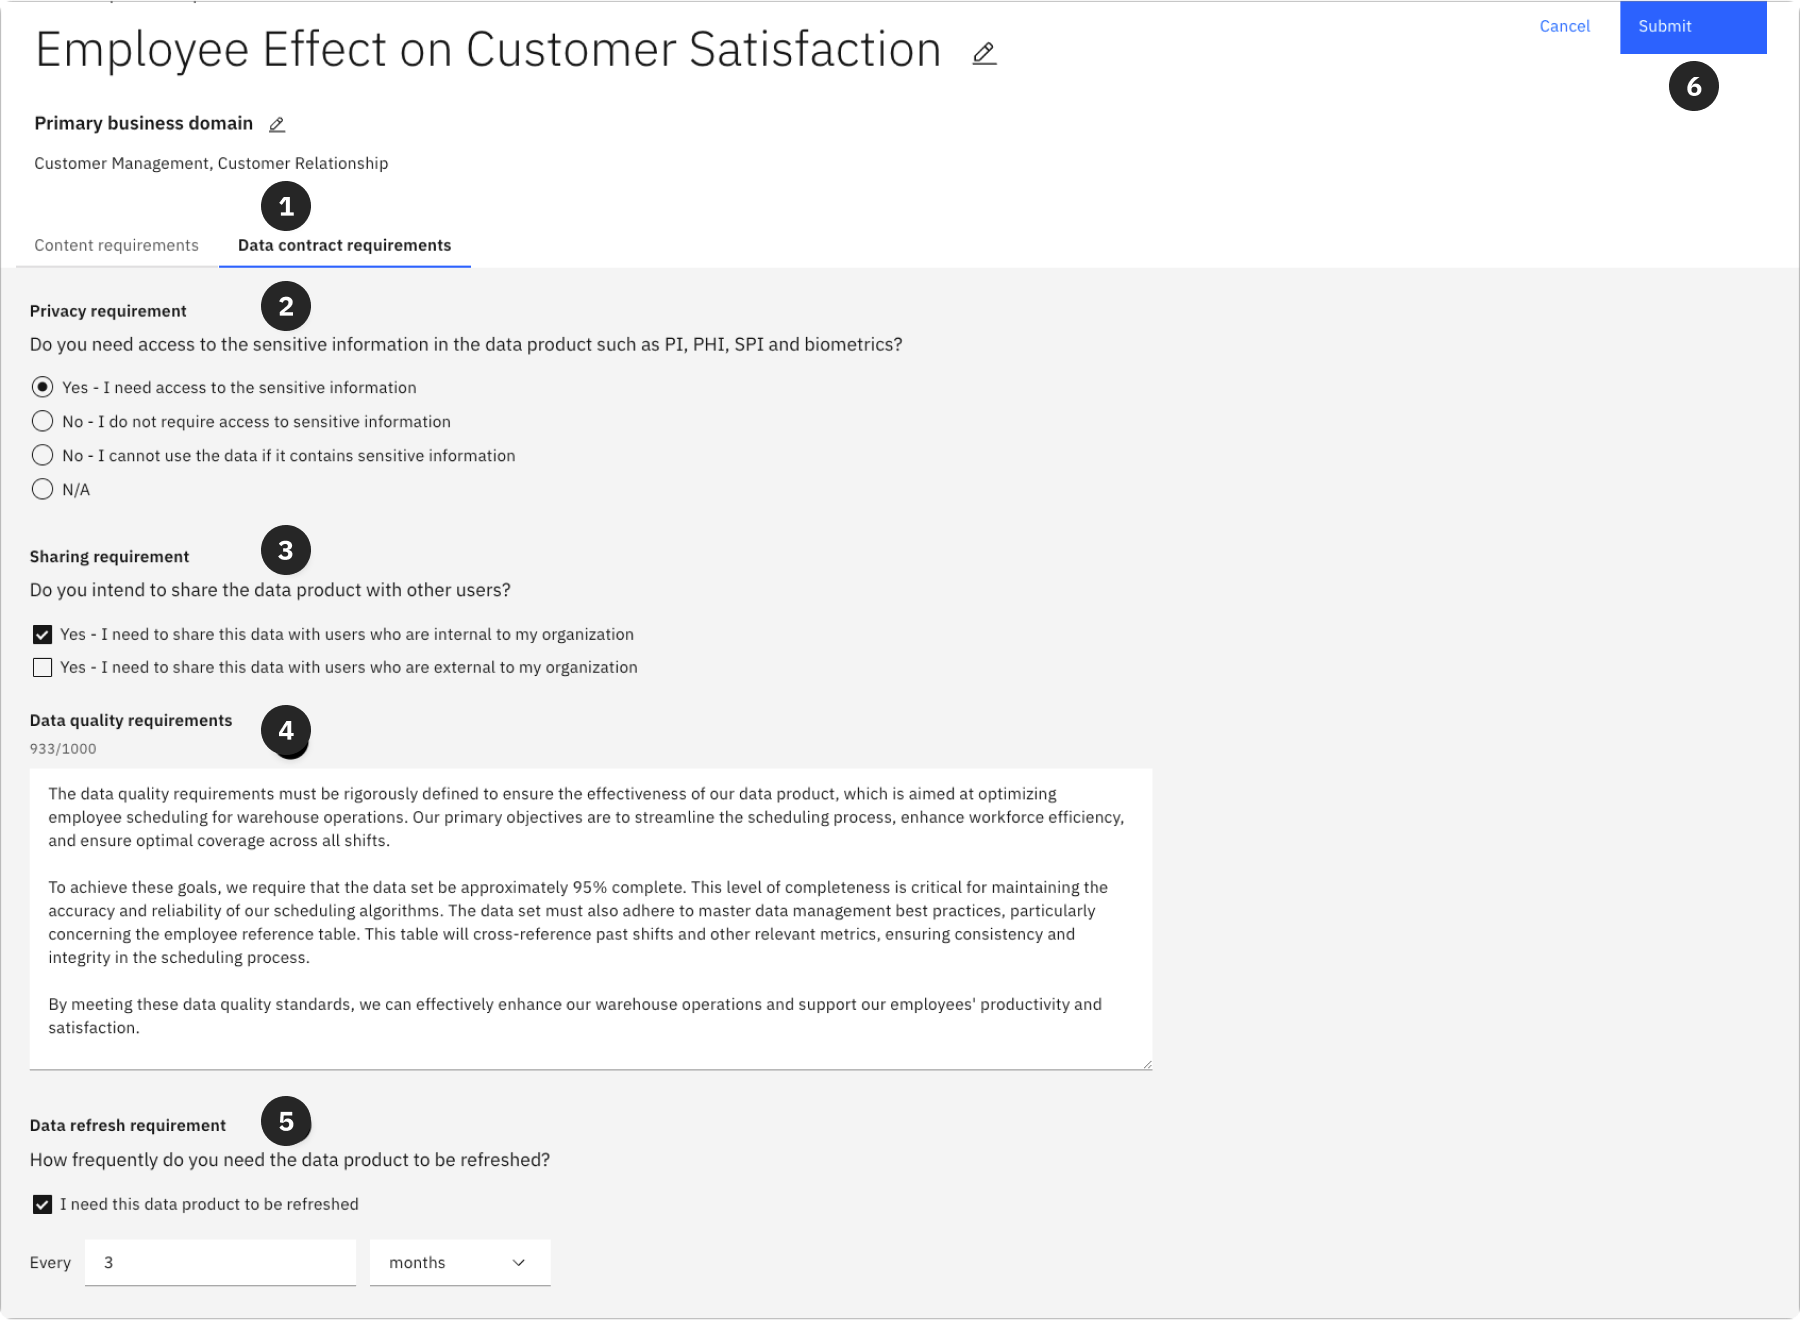 Employee Effect on Customer Satisfaction
Cancel
Submit
6
Primary business domain
Customer Management, Customer Relationship
1
Content requirements
Data contract requirements
2
Privacy requirement
Do you need access to the sensitive information in the data product such as PI, PHI, SPI and biometrics?
Yes - I need access to the sensitive information
No - I do not require access to sensitive information
No - I cannot use the data if it contains sensitive information
N/A
3
Sharing requirement
Do you intend to share the data product with other users?
Yes - I need to share this data with users who are internal to my organization
Yes - I need to share this data with users who are external to my organization
Data quality requirements
4
933/1000
The data quality requirements must be rigorously defined to ensure the effectiveness of our data product, which is aimed at optimizing
employee scheduling for warehouse operations. Our primary objectives are to streamline the scheduling process, enhance workforce efficiency,
and ensure optimal coverage across all shifts.
To achieve these goals, we require that the data set be approximately 95% complete. This level of completeness is critical for maintaining the
accuracy and reliability of our scheduling algorithms. The data set must also adhere to master data management best practices, particularly
concerning the employee reference table. This table will cross-reference past shifts and other relevant metrics, ensuring consistency and
integrity in the scheduling process.
By meeting these data quality standards, we can effectively enhance our warehouse operations and support our employees' productivity and
satisfaction.
Data refresh requirement
5
How frequently do you need the data product to be refreshed?
I need this data product to be refreshed
Every
3
months